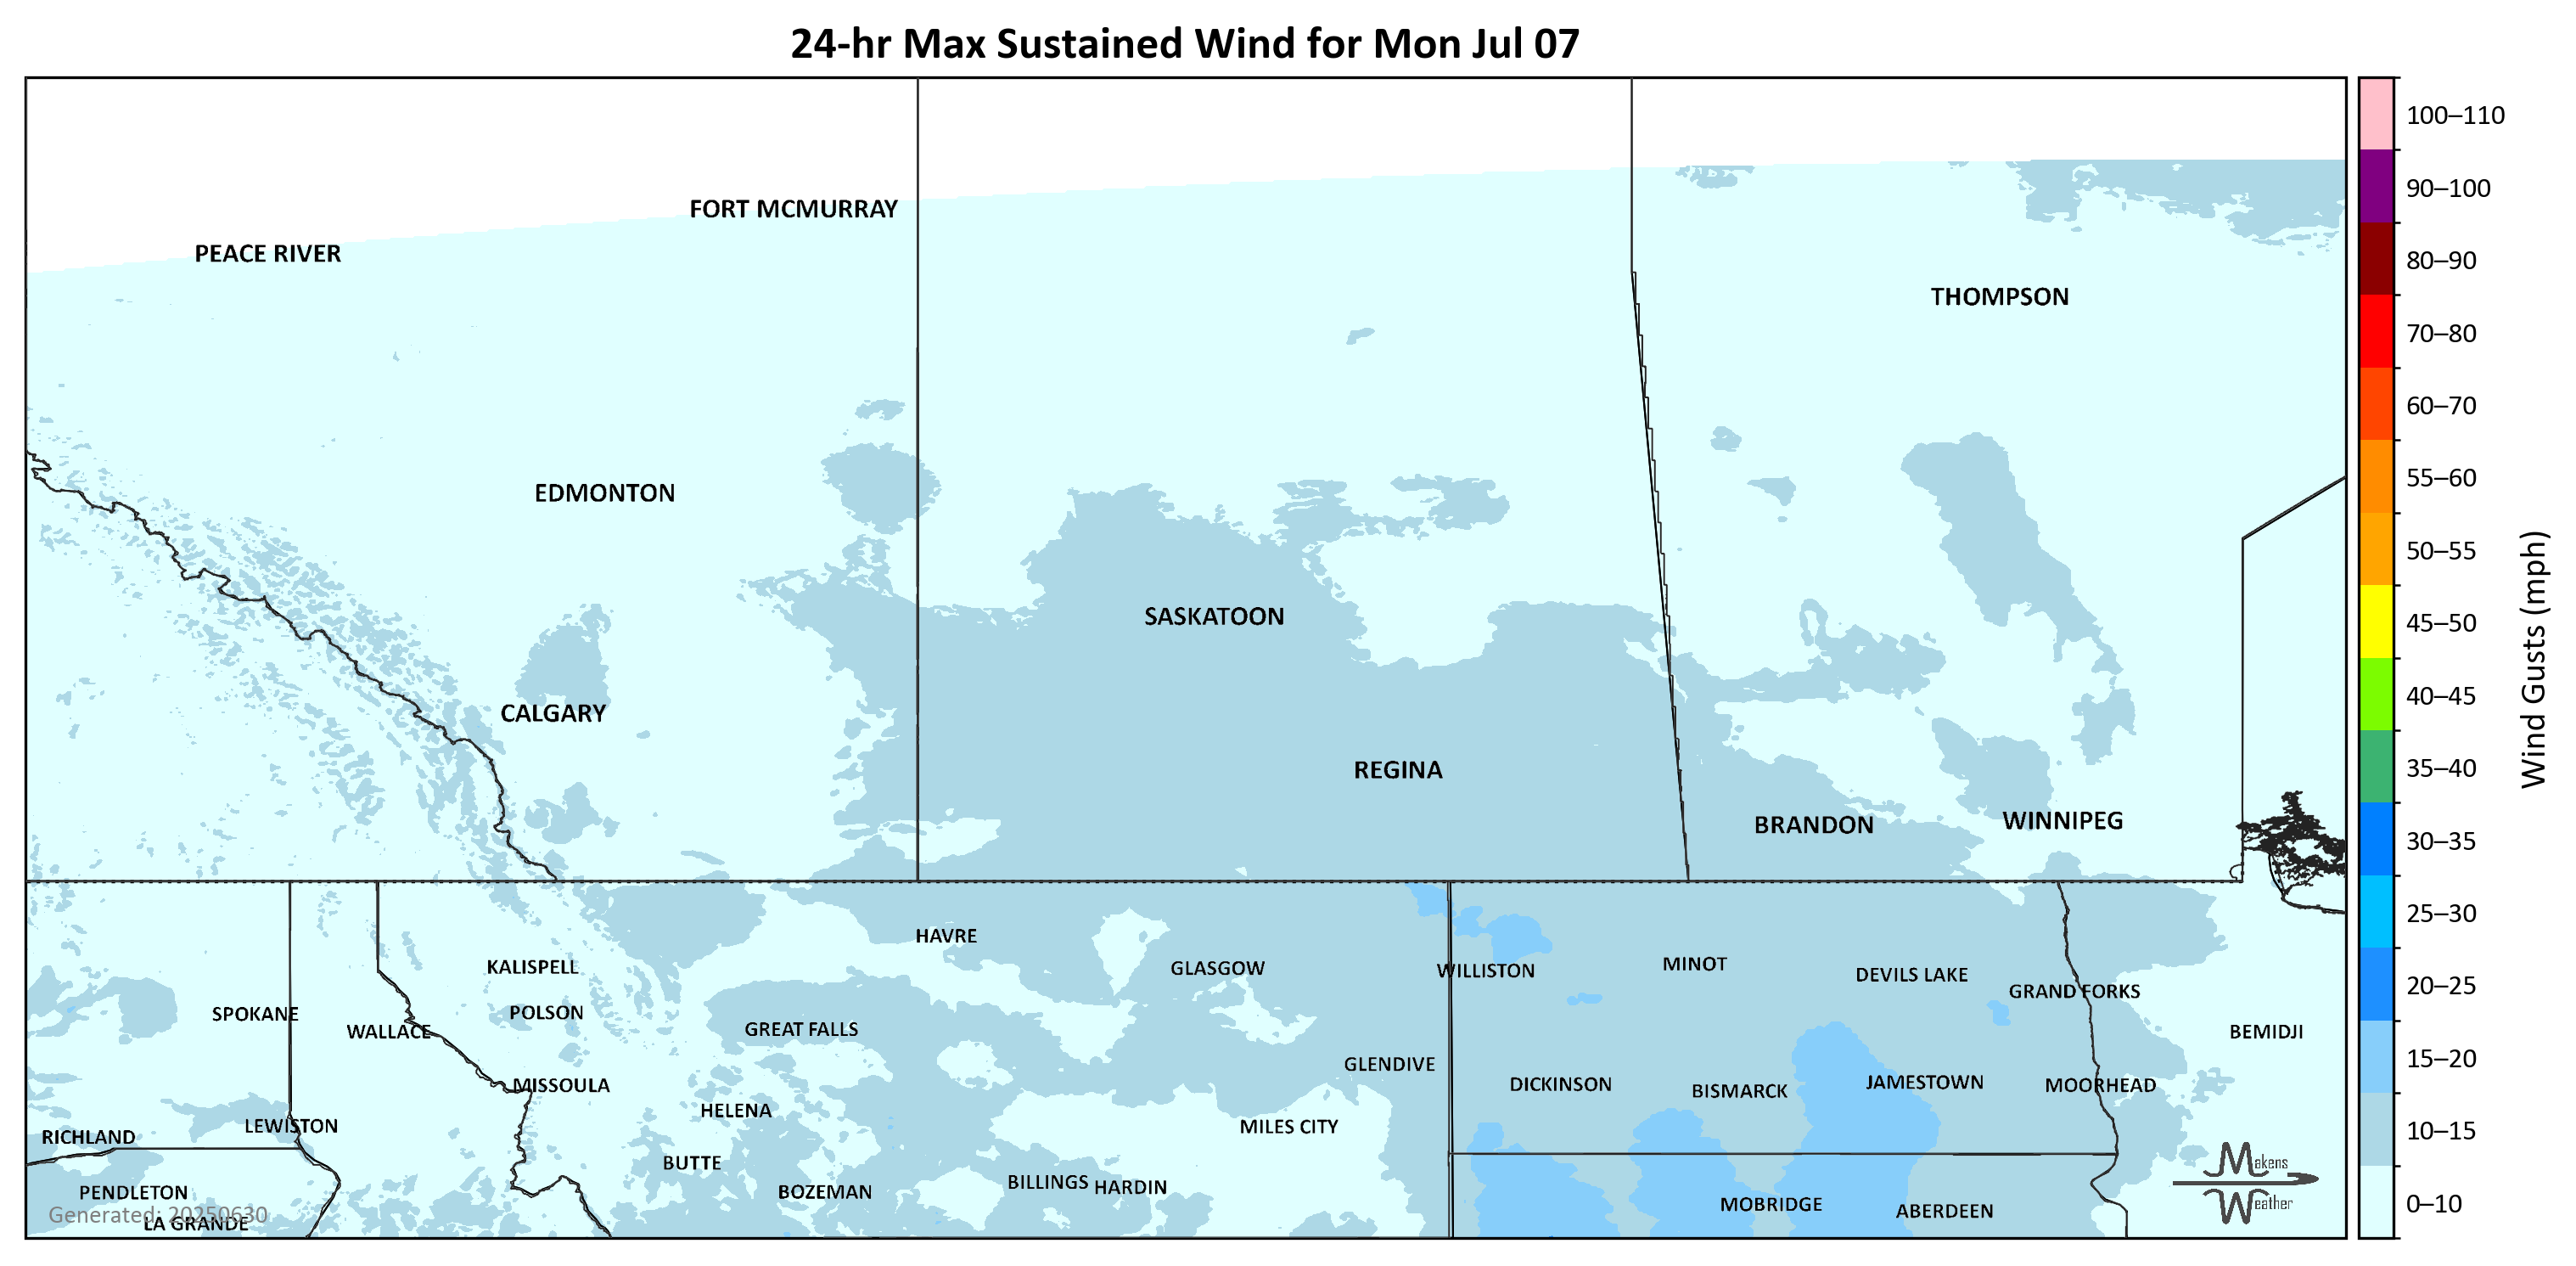 24-hr Max Sustained Wind for Mon Jul 07
100–110
90–100
80–90
70–80
60–70
55–60
50–55
45–50
40–45
35–40
30–35
25–30
20–25
15–20
10–15
0–10
Wind Gusts (mph)
FORT MCMURRAY
PEACE RIVER
THOMPSON
EDMONTON
SASKATOON
CALGARY
REGINA
BRANDON
WINNIPEG
HAVRE
KALISPELL
GLASGOW
WILLISTON
MINOT
DEVILS LAKE
GRAND FORKS
SPOKANE
POLSON
WALLACE
GREAT FALLS
BEMIDJI
GLENDIVE
MISSOULA
DICKINSON
BISMARCK
JAMESTOWN
MOORHEAD
HELENA
LEWISTON
MILES CITY
RICHLAND
BUTTE
PENDLETON
BOZEMAN
BILLINGS
HARDIN
MOBRIDGE
ABERDEEN
LA GRANDE
Generated: 20250630
Makens
Weather